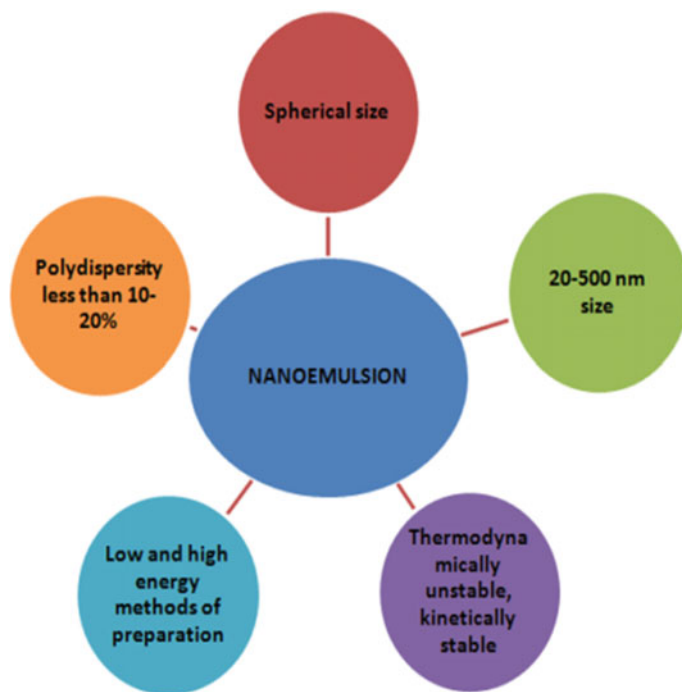 Spherical size
Polydispersity
less than 10-
20%
20-500 nm
size
NANOEMULSION
Low and high
energy
methods of
preparation
Thermodyna
mically
unstable,
kinetically
stable